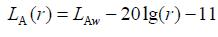 L_A(r) = L_Aw − 20lg(r) − 11